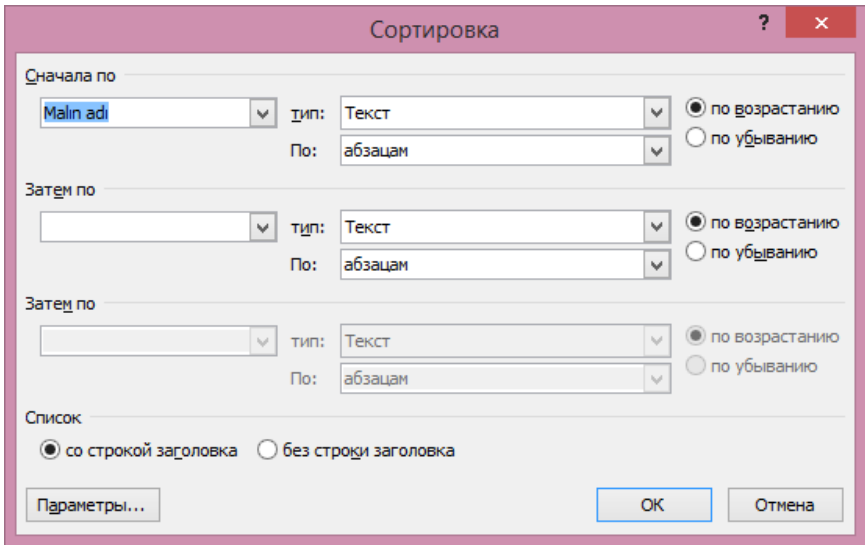 Сортировка
?
Сначала по
Malın adı тип: Текст по возрастанию
По: абзацам по убыванию
Затем по
тип: Текст по возрастанию
По: абзацам по убыванию
Затем по
тип: Текст по возрастанию
По: абзацам по убыванию
Список
со строкой заголовка без строки заголовка
Параметры... ОК Отмена